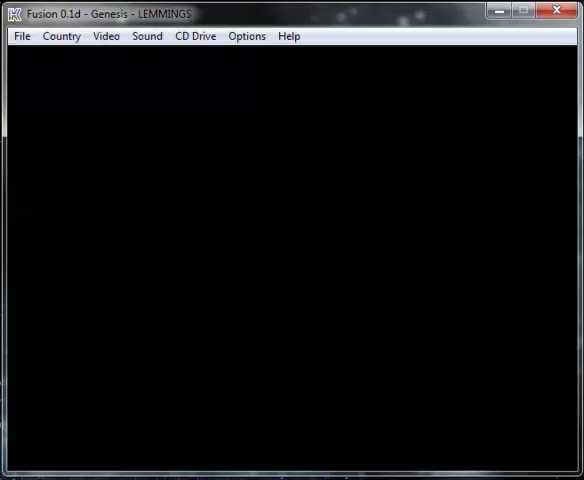 Fusion 0.1d - Genesis - LEMMINGS
File Country Video Sound CD Drive Options Help